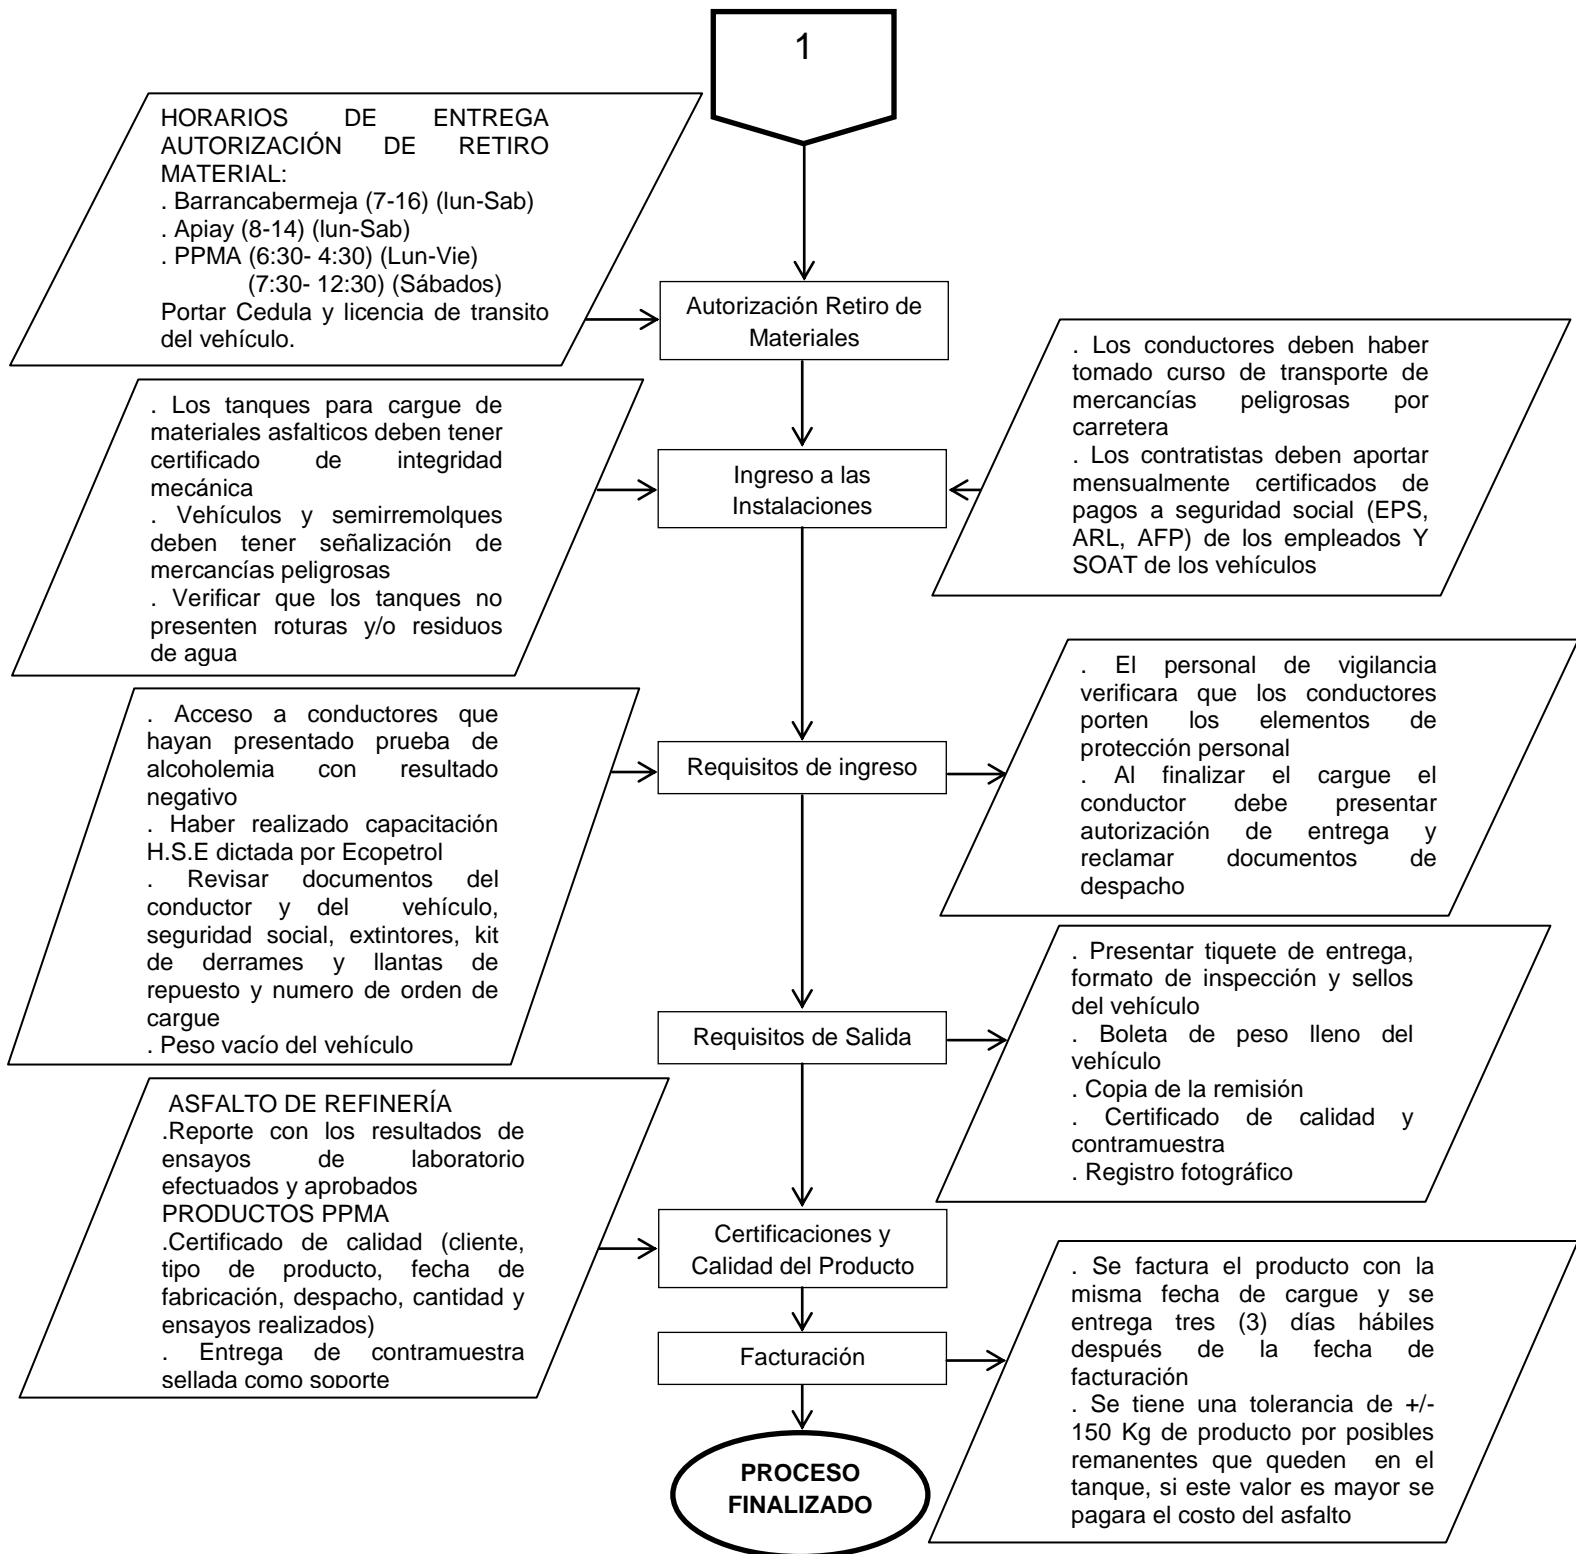 1
HORARIOS DE ENTREGA
AUTORIZACIÓN DE RETIRO
MATERIAL:
. Barrancabermeja (7-16) (lun-Sab)
. Apiay (8-14) (lun-Sab)
. PPMA (6:30- 4:30) (Lun-Vie)
(7:30- 12:30) (Sábados)
Portar Cedula y licencia de transito
del vehículo.
Autorización Retiro de
Materiales
. Los tanques para cargue de
materiales asfalticos deben tener
certificado de integridad
mecánica
. Vehículos y semirremolques
deben tener señalización de
mercancías peligrosas
. Verificar que los tanques no
presenten roturas y/o residuos
de agua
Ingreso a las
Instalaciones
. Los conductores deben haber
tomado curso de transporte de
mercancías peligrosas por
carretera
. Los contratistas deben aportar
mensualmente certificados de
pagos a seguridad social (EPS,
ARL, AFP) de los empleados Y
SOAT de los vehículos
. Acceso a conductores que
hayan presentado prueba de
alcoholemia con resultado
negativo
. Haber realizado capacitación
H.S.E dictada por Ecopetrol
. Revisar documentos del
conductor y del vehículo,
seguridad social, extintores, kit
de derrames y llantas de
repuesto y numero de orden de
cargue
. Peso vacío del vehículo
Requisitos de ingreso
. El personal de vigilancia
verificara que los conductores
porten los elementos de
protección personal
. Al finalizar el cargue el
conductor debe presentar
autorización de entrega y
reclamar documentos de
despacho
Requisitos de Salida
. Presentar tiquete de entrega,
formato de inspección y sellos
del vehículo
. Boleta de peso lleno del
vehículo
. Copia de la remisión
. Certificado de calidad y
contramuestra
. Registro fotográfico
ASFALTO DE REFINERÍA
.Reporte con los resultados de
ensayos de laboratorio
efectuados y aprobados
PRODUCTOS PPMA
.Certificado de calidad (cliente,
tipo de producto, fecha de
fabricación, despacho, cantidad y
ensayos realizados)
. Entrega de contramuestra
sellada como soporte
Certificaciones y
Calidad del Producto
Facturación
. Se factura el producto con la
misma fecha de cargue y se
entrega tres (3) días hábiles
después de la fecha de
facturación
. Se tiene una tolerancia de +/-
150 Kg de producto por posibles
remanentes que queden en el
tanque, si este valor es mayor se
pagara el costo del asfalto
PROCESO
FINALIZADO